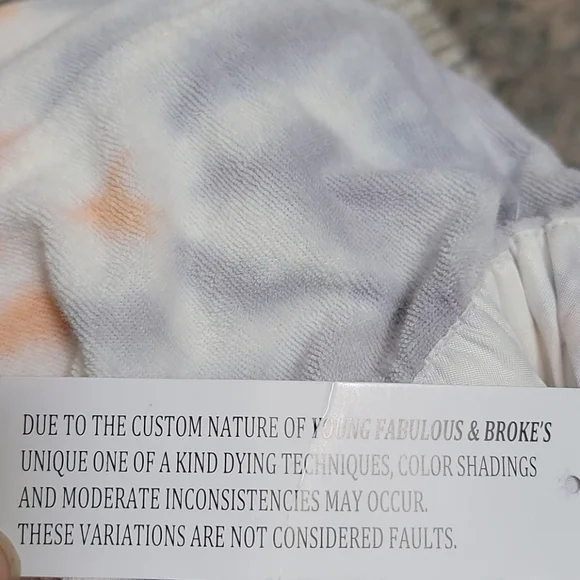 DUE TO THE CUSTOM NATURE OF YOUNG FABULOUS & BROKE'S
UNIQUE ONE OF A KIND DYING TECHNIQUES, COLOR SHADINGS
AND MODERATE INCONSISTENCIES MAY OCCUR.
THESE VARIATIONS ARE NOT CONSIDERED FAULTS.